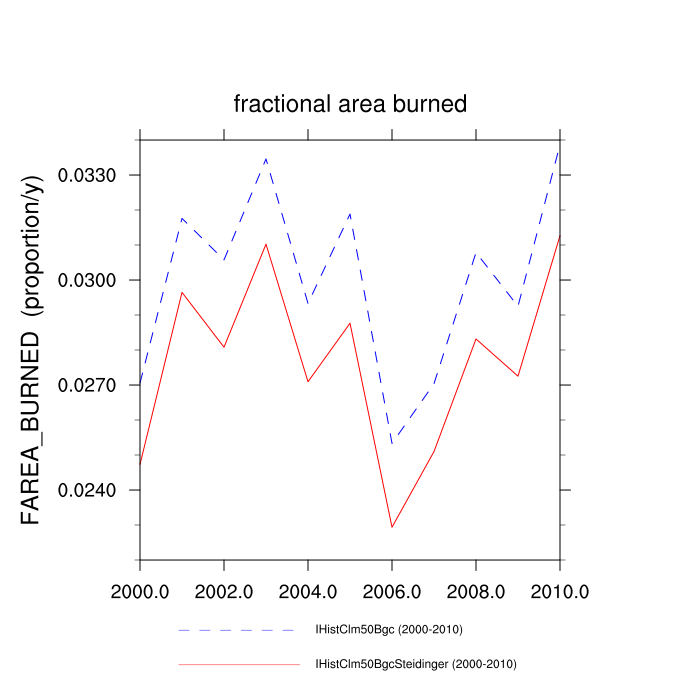 fractional area burned
FAREA_BURNED (proportion/y)
0.0330
0.0300
0.0270
0.0240
2000.0 2002.0 2004.0 2006.0 2008.0 2010.0
IHistClm50Bgc (2000-2010)
IHistClm50BgcSteidinger (2000-2010)